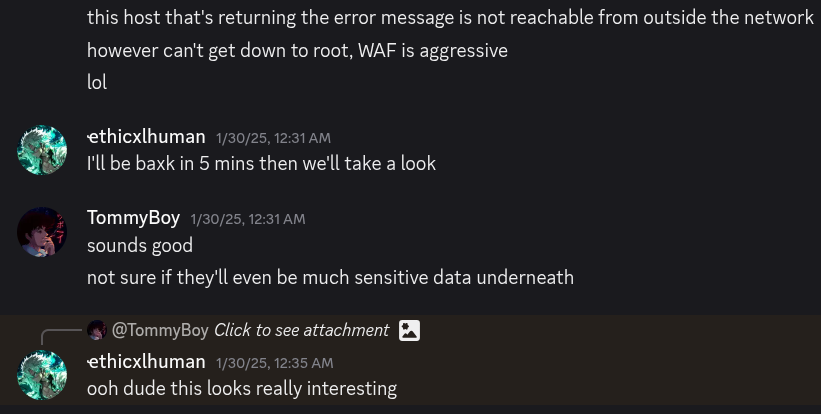 this host that's returning the error message is not reachable from outside the network
however can't get down to root, WAF is aggressive
lol
ethicxlhuman 1/30/25, 12:31 AM
I'll be baxk in 5 mins then we'll take a look
TommyBoy 1/30/25, 12:31 AM
sounds good
not sure if they'll even be much sensitive data underneath
@TommyBoy Click to see attachment
ethicxlhuman 1/30/25, 12:35 AM
ooh dude this looks really interesting